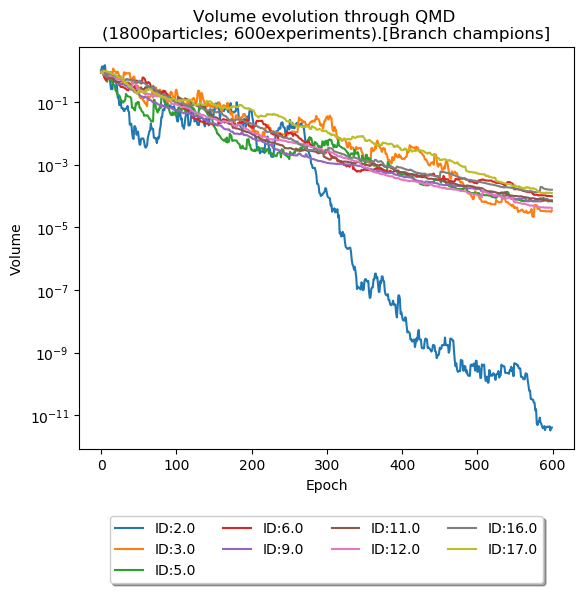 Volume evolution through QMD
(1800particles; 600experiments).[Branch champions]
Volume
10^-1
10^-3
10^-5
10^-7
10^-9
10^-11
0 100 200 300 400 500 600
Epoch
ID:2.0 ID:6.0 ID:11.0 ID:16.0
ID:3.0 ID:9.0 ID:12.0 ID:17.0
ID:5.0